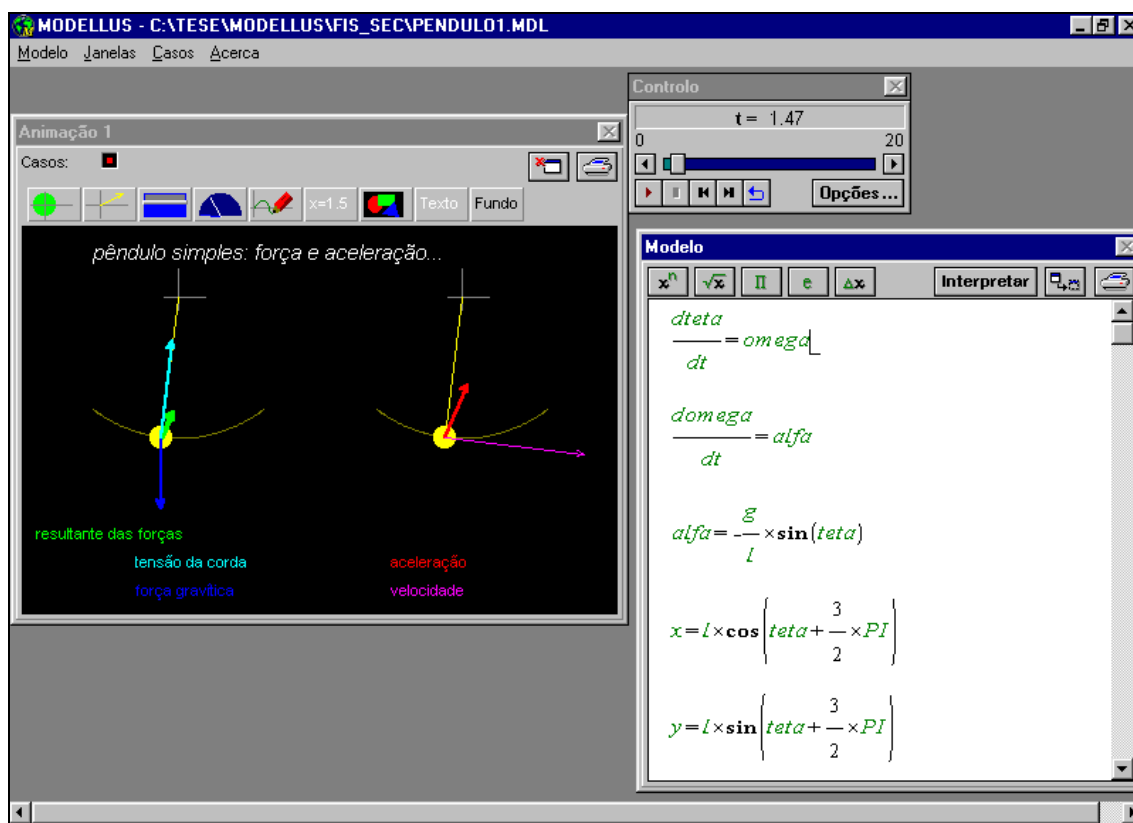 MODELLUS - C:\TESE\MODELLUS\FIS_SEC\PENDULO1.MDL
Modelo Janelas Casos Acerca
Controlo
t = 1.47
0 20
Opções...
Animação 1
Casos:
x=1.5 Texto Fundo
pêndulo simples: força e aceleração...
resultante das forças
tensão da corda
força gravítica
aceleração
velocidade
Modelo
xⁿ √x Π e Δx Interpretar
dteta/dt = omega
domega/dt = alfa
alfa = -g/l × sin(teta)
x = l × cos(teta + 3/2 × PI)
y = l × sin(teta + 3/2 × PI)